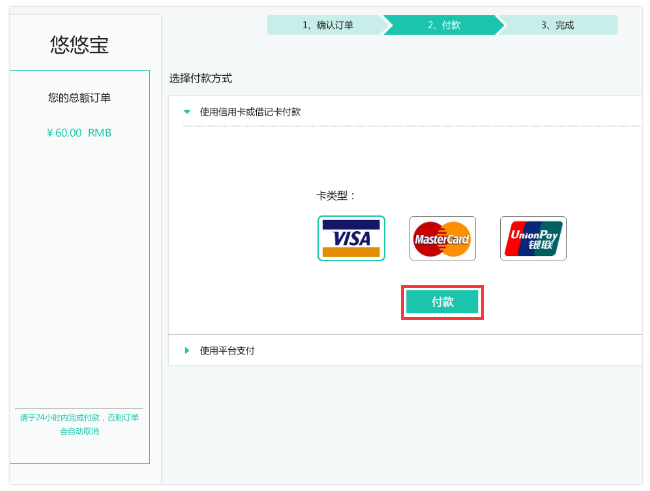 悠悠宝
您的总额订单
¥ 60.00 RMB
请于24小时内完成付款，否则订单
会自动取消
1、确认订单
2、付款
3、完成
选择付款方式
使用信用卡或借记卡付款
卡类型：
VISA
MasterCard
UnionPay
银联
付款
使用平台支付